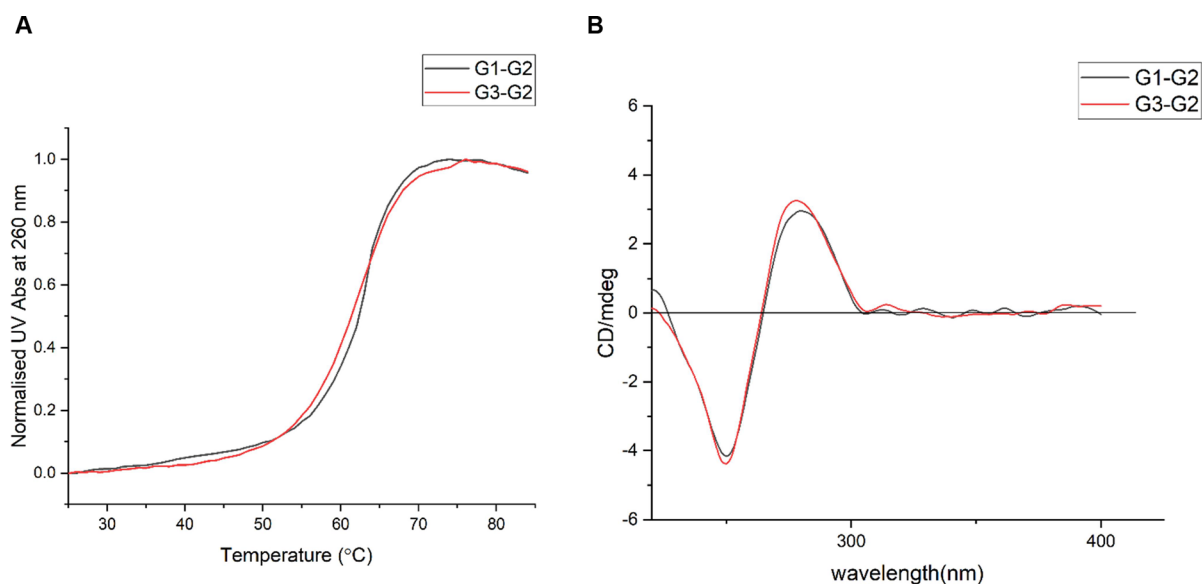 A
G1-G2
G3-G2
Normalised UV Abs at 260 nm
1.0
0.8
0.6
0.4
0.2
0.0
30
40
50
60
70
80
Temperature (°C)
B
G1-G2
G3-G2
CD/mdeg
6
4
2
0
-2
-4
-6
300
400
wavelength(nm)